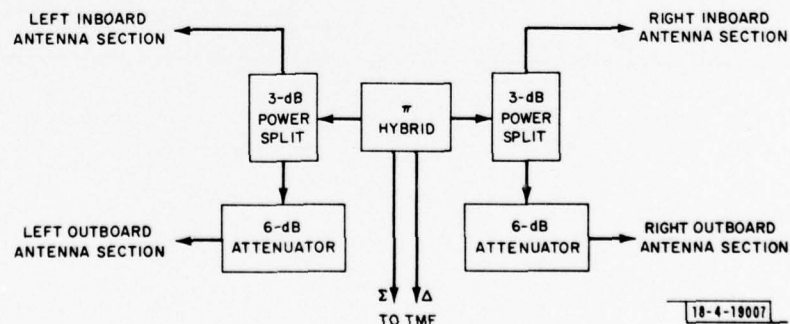 LEFT INBOARD
ANTENNA SECTION
RIGHT INBOARD
ANTENNA SECTION
3-dB
POWER
SPLIT
π
HYBRID
3-dB
POWER
SPLIT
LEFT OUTBOARD
ANTENNA SECTION
6-dB
ATTENUATOR
6-dB
ATTENUATOR
RIGHT OUTBOARD
ANTENNA SECTION
Σ Δ
TO TMF
18-4-19007